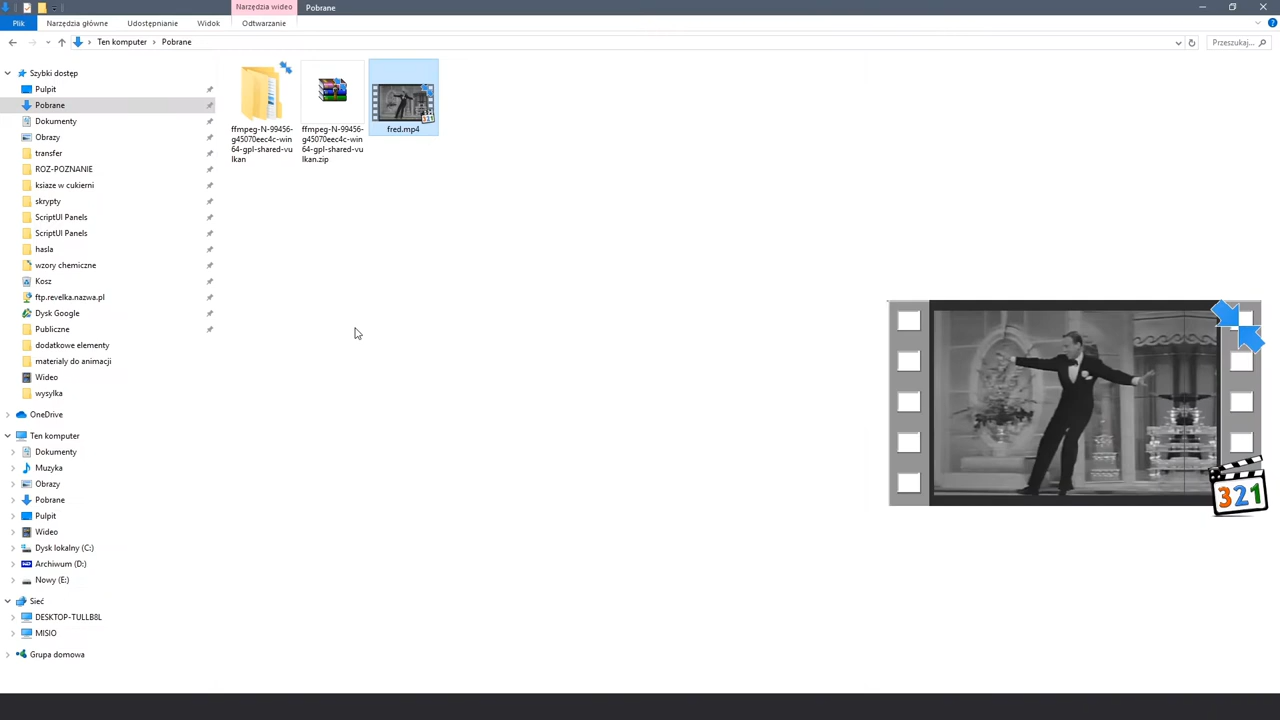 Narzędzia wideo
Pobrane
Plik
Narzędzia główne
Udostępnianie
Widok
Odtwarzanie
Ten komputer
Pobrane
Przeszukaj...
Szybki dostęp
Pulpit
Pobrane
Dokumenty
Obrazy
transfer
ROZ-POZNANIE
ksiaze w cukierni
skrypty
ScriptUI Panels
ScriptUI Panels
hasla
wzory chemiczne
Kosz
ftp.revelka.nazwa.pl
Dysk Google
Publiczne
dodatkowe elementy
materialy do animacji
Wideo
wysylka
OneDrive
Ten komputer
Dokumenty
Muzyka
Obrazy
Pobrane
Pulpit
Wideo
Dysk lokalny (C:)
Archiwum (D:)
Nowy (E:)
Sieć
DESKTOP-TULLB8L
MISIO
Grupa domowa
ffmpeg-N-99456-
g45070eec4c-win
64-gpl-shared-vu
lkan
ffmpeg-N-99456-
g45070eec4c-win
64-gpl-shared-vu
lkan.zip
fred.mp4
321